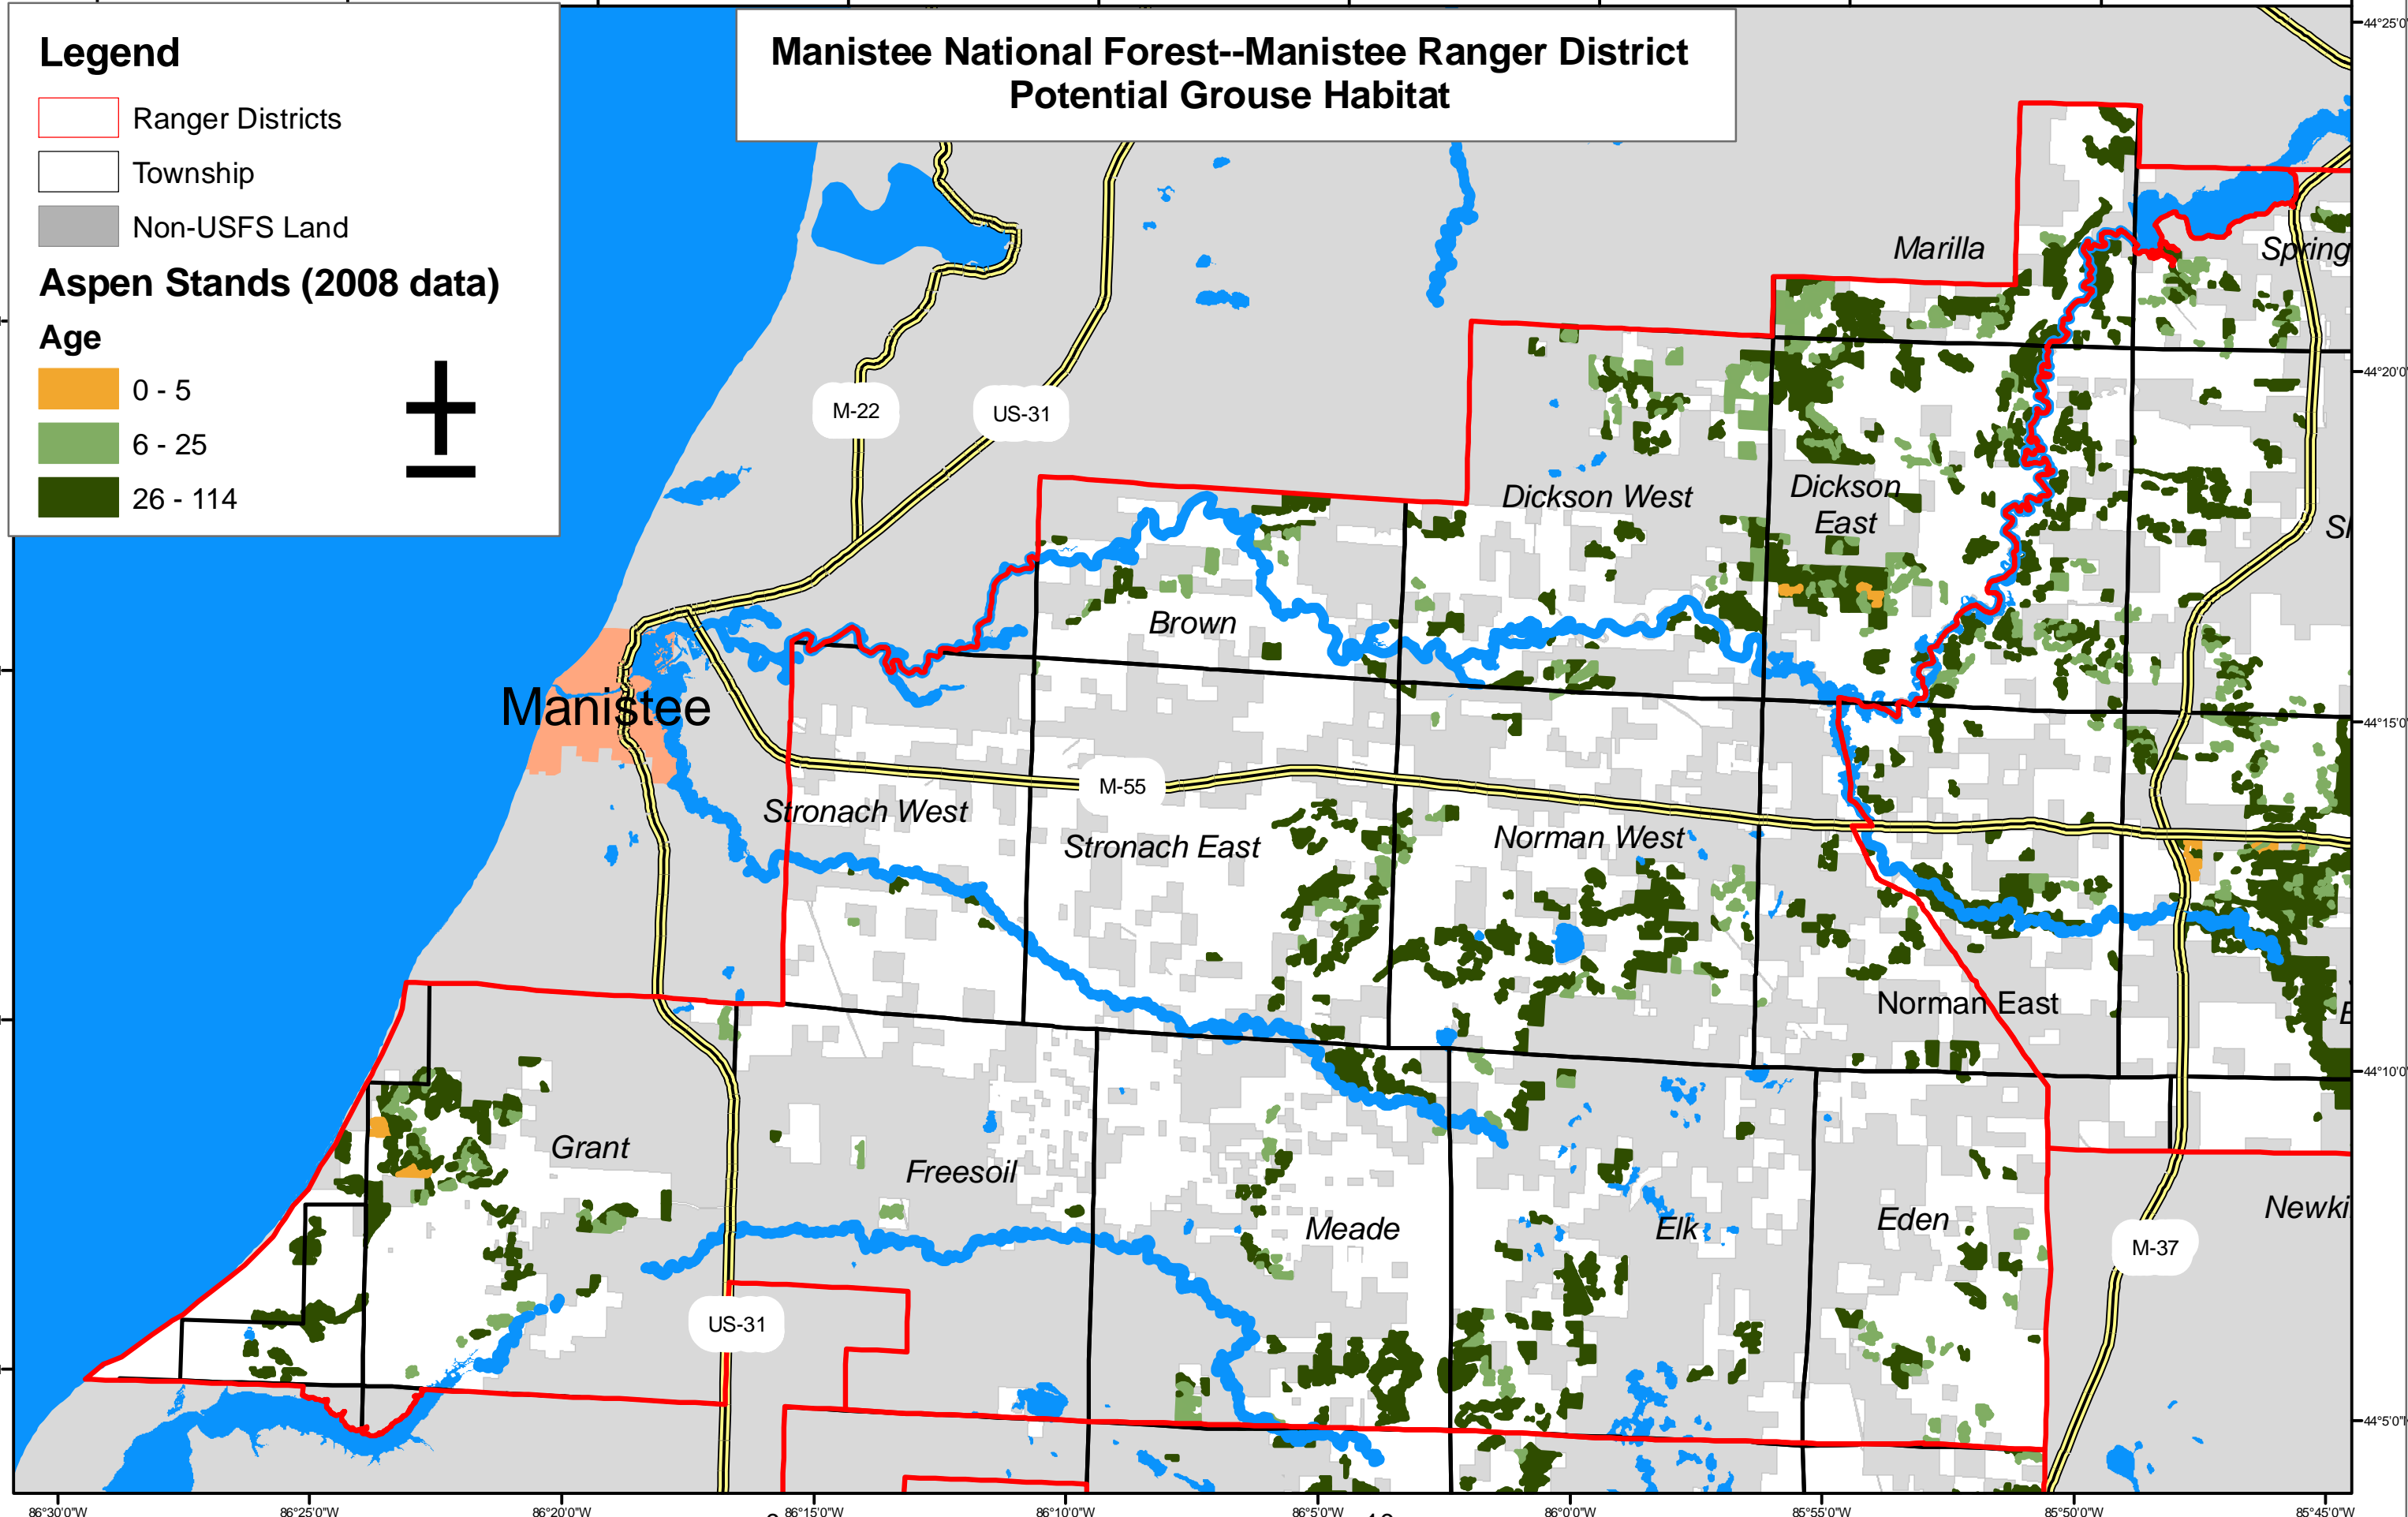 Legend
Ranger Districts
Township
Non-USFS Land
Aspen Stands (2008 data)
Age
0 - 5
6 - 25
26 - 114
Manistee National Forest--Manistee Ranger District
Potential Grouse Habitat
44°25'0"
Marilla
Spring
44°20'0"
M-22
US-31
Dickson West
Dickson
East
Brown
Manistee
44°15'0"
M-55
Stronach West
Stronach East
Norman West
Norman East
44°10'0"
Grant
Freesoil
Meade
Elk
Eden
Newki
M-37
US-31
44°5'0"
86°30'0"W
86°25'0"W
86°20'0"W
86°15'0"W
86°10'0"W
86°5'0"W
86°0'0"W
85°55'0"W
85°50'0"W
85°45'0"W